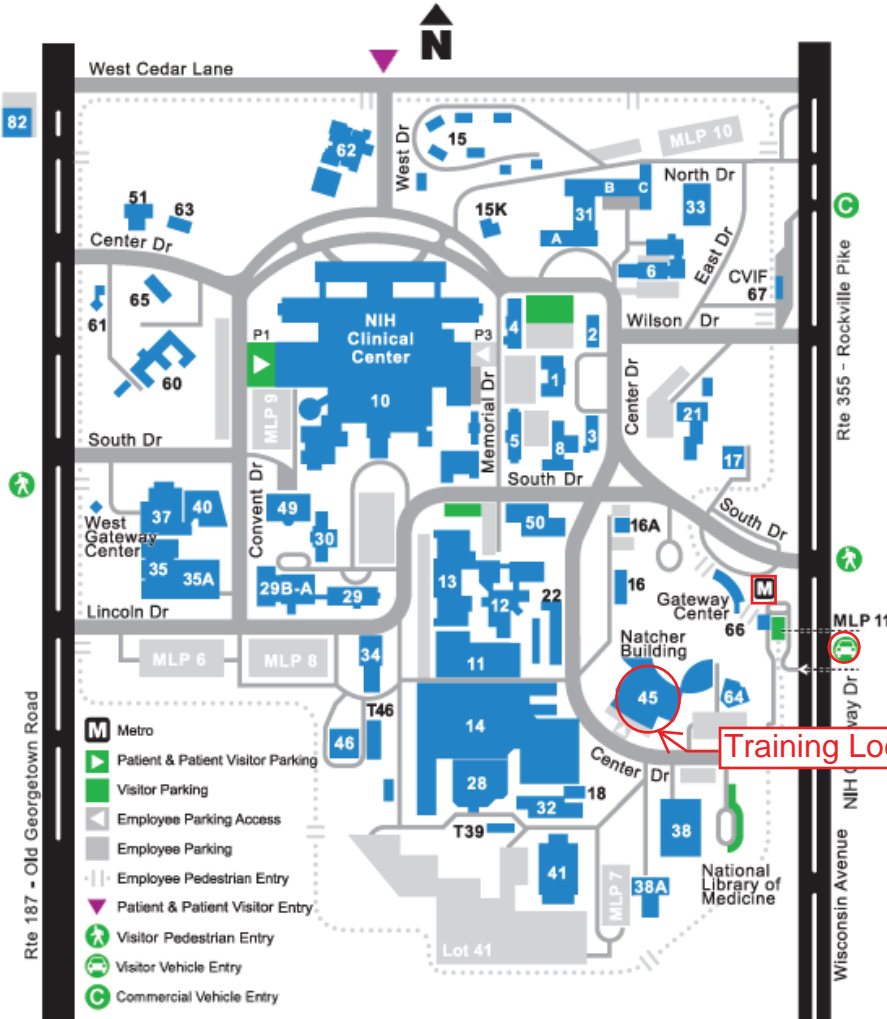 N
West Cedar Lane
82
62
West Dr
15
MLP 10
North Dr
B
C
33
51
63
15K
31
A
C
Center Dr
6
East Dr
CVIF
67
65
61
NIH
Clinical
Center
10
P1
P3
4
2
Wilson Dr
Rte 355 - Rockville Pike
60
MLP 9
Memorial Dr
1
Center Dr
21
South Dr
5
8
3
17
South Dr
Convent Dr
West
Gateway
Center
37
40
49
30
50
16A
South Dr
35
35A
29B-A
29
13
12
22
16
Gateway
Center
M
66
MLP 11
Lincoln Dr
Natcher
Building
MLP 6
MLP 8
34
11
45
64
T46
46
14
Training Loc
Center Dr
28
18
32
T39
38
41
MLP 7
38A
National
Library of
Medicine
Lot 41
Rte 187 - Old Georgetown Road
Wisconsin Avenue
M Metro
Patient & Patient Visitor Parking
Visitor Parking
Employee Parking Access
Employee Parking
Employee Pedestrian Entry
Patient & Patient Visitor Entry
Visitor Pedestrian Entry
Visitor Vehicle Entry
C Commercial Vehicle Entry